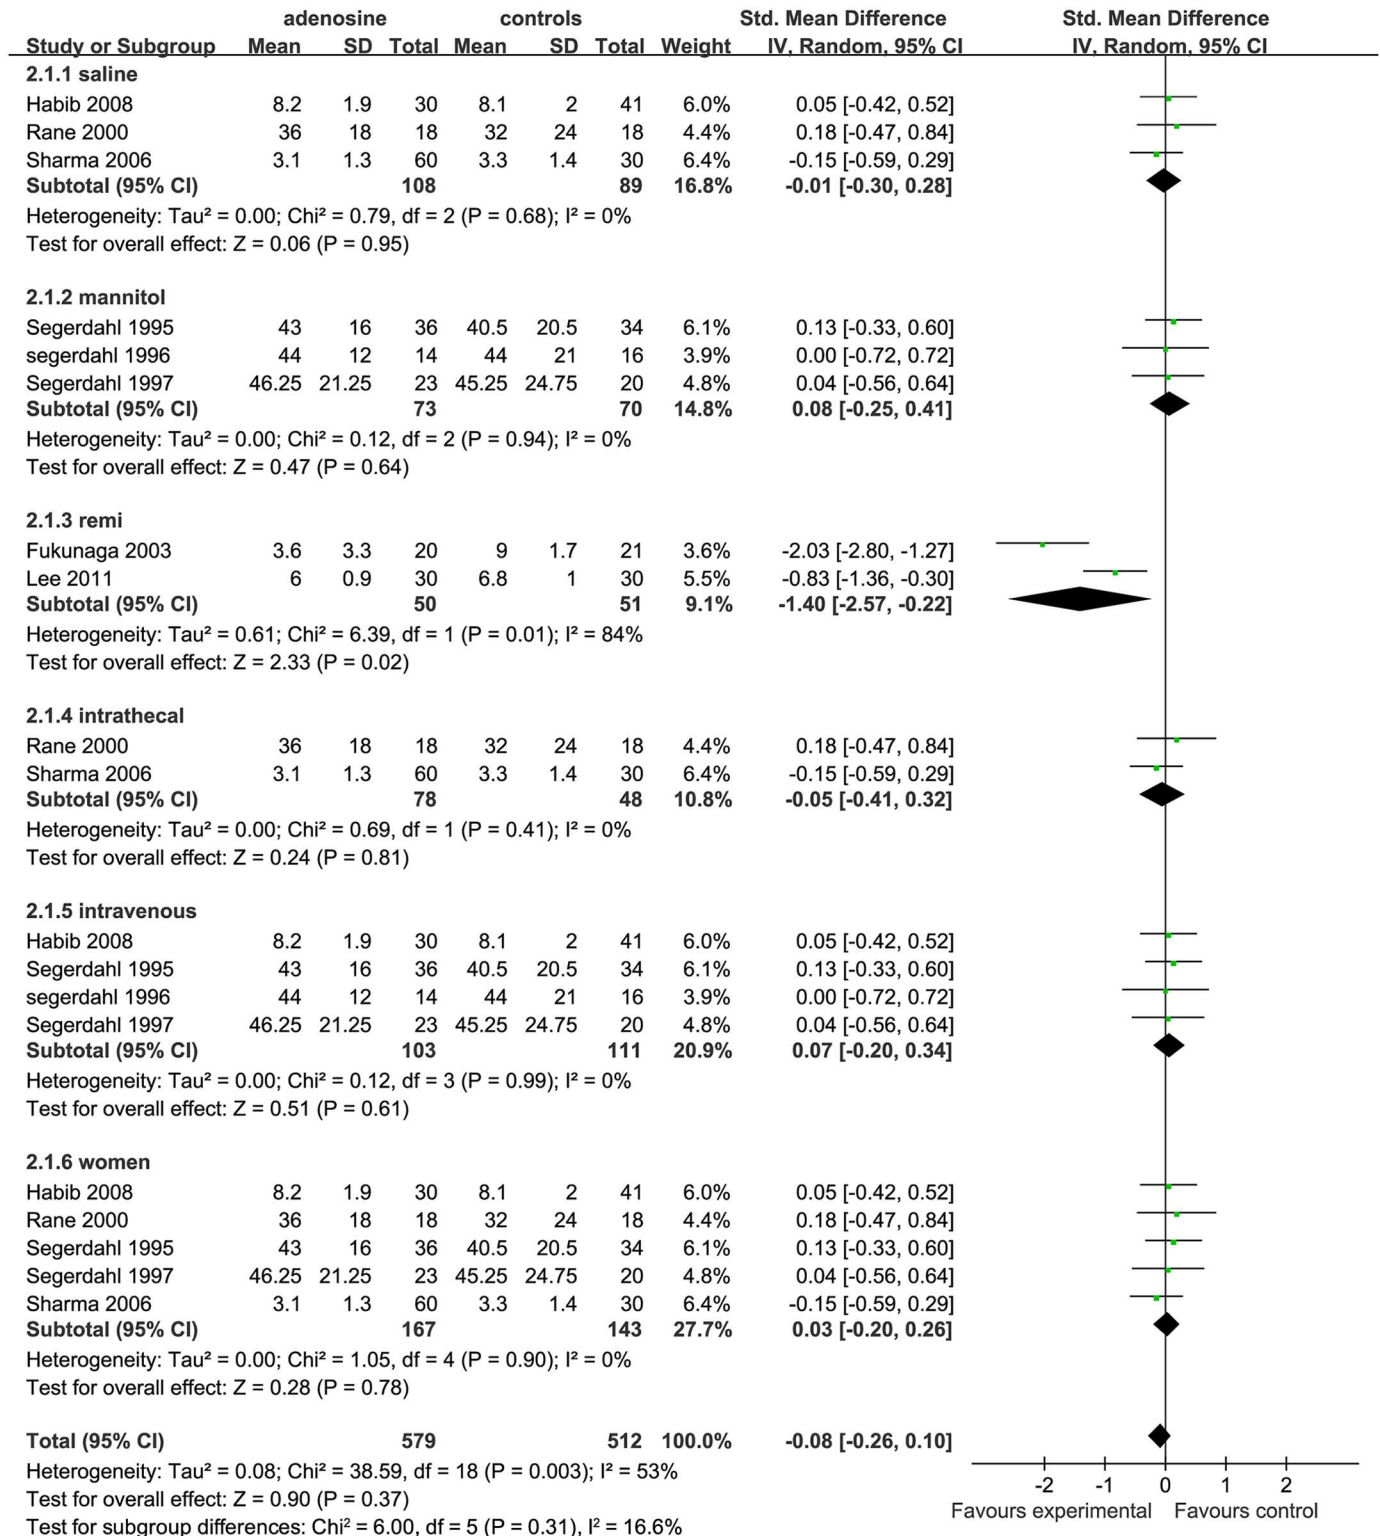 adenosine controls Std. Mean Difference Std. Mean Difference
Study or Subgroup Mean SD Total Mean SD Total Weight IV, Random, 95% CI IV, Random, 95% CI
2.1.1 saline
Habib 2008 8.2 1.9 30 8.1 2 41 6.0% 0.05 [-0.42, 0.52]
Rane 2000 36 18 18 32 24 18 4.4% 0.18 [-0.47, 0.84]
Sharma 2006 3.1 1.3 60 3.3 1.4 30 6.4% -0.15 [-0.59, 0.29]
Subtotal (95% CI) 108 89 16.8% -0.01 [-0.30, 0.28]
Heterogeneity: Tau² = 0.00; Chi² = 0.79, df = 2 (P = 0.68); I² = 0%
Test for overall effect: Z = 0.06 (P = 0.95)
2.1.2 mannitol
Segerdahl 1995 43 16 36 40.5 20.5 34 6.1% 0.13 [-0.33, 0.60]
segerdahl 1996 44 12 14 44 21 16 3.9% 0.00 [-0.72, 0.72]
Segerdahl 1997 46.25 21.25 23 45.25 24.75 20 4.8% 0.04 [-0.56, 0.64]
Subtotal (95% CI) 73 70 14.8% 0.08 [-0.25, 0.41]
Heterogeneity: Tau² = 0.00; Chi² = 0.12, df = 2 (P = 0.94); I² = 0%
Test for overall effect: Z = 0.47 (P = 0.64)
2.1.3 remi
Fukunaga 2003 3.6 3.3 20 9 1.7 21 3.6% -2.03 [-2.80, -1.27]
Lee 2011 6 0.9 30 6.8 1 30 5.5% -0.83 [-1.36, -0.30]
Subtotal (95% CI) 50 51 9.1% -1.40 [-2.57, -0.22]
Heterogeneity: Tau² = 0.61; Chi² = 6.39, df = 1 (P = 0.01); I² = 84%
Test for overall effect: Z = 2.33 (P = 0.02)
2.1.4 intrathecal
Rane 2000 36 18 18 32 24 18 4.4% 0.18 [-0.47, 0.84]
Sharma 2006 3.1 1.3 60 3.3 1.4 30 6.4% -0.15 [-0.59, 0.29]
Subtotal (95% CI) 78 48 10.8% -0.05 [-0.41, 0.32]
Heterogeneity: Tau² = 0.00; Chi² = 0.69, df = 1 (P = 0.41); I² = 0%
Test for overall effect: Z = 0.24 (P = 0.81)
2.1.5 intravenous
Habib 2008 8.2 1.9 30 8.1 2 41 6.0% 0.05 [-0.42, 0.52]
Segerdahl 1995 43 16 36 40.5 20.5 34 6.1% 0.13 [-0.33, 0.60]
segerdahl 1996 44 12 14 44 21 16 3.9% 0.00 [-0.72, 0.72]
Segerdahl 1997 46.25 21.25 23 45.25 24.75 20 4.8% 0.04 [-0.56, 0.64]
Subtotal (95% CI) 103 111 20.9% 0.07 [-0.20, 0.34]
Heterogeneity: Tau² = 0.00; Chi² = 0.12, df = 3 (P = 0.99); I² = 0%
Test for overall effect: Z = 0.51 (P = 0.61)
2.1.6 women
Habib 2008 8.2 1.9 30 8.1 2 41 6.0% 0.05 [-0.42, 0.52]
Rane 2000 36 18 18 32 24 18 4.4% 0.18 [-0.47, 0.84]
Segerdahl 1995 43 16 36 40.5 20.5 34 6.1% 0.13 [-0.33, 0.60]
Segerdahl 1997 46.25 21.25 23 45.25 24.75 20 4.8% 0.04 [-0.56, 0.64]
Sharma 2006 3.1 1.3 60 3.3 1.4 30 6.4% -0.15 [-0.59, 0.29]
Subtotal (95% CI) 167 143 27.7% 0.03 [-0.20, 0.26]
Heterogeneity: Tau² = 0.00; Chi² = 1.05, df = 4 (P = 0.90); I² = 0%
Test for overall effect: Z = 0.28 (P = 0.78)
Total (95% CI) 579 512 100.0% -0.08 [-0.26, 0.10]
Heterogeneity: Tau² = 0.08; Chi² = 38.59, df = 18 (P = 0.003); I² = 53%
Test for overall effect: Z = 0.90 (P = 0.37)
Test for subgroup differences: Chi² = 6.00, df = 5 (P = 0.31), I² = 16.6%
-2 -1 0 1 2
Favours experimental Favours control